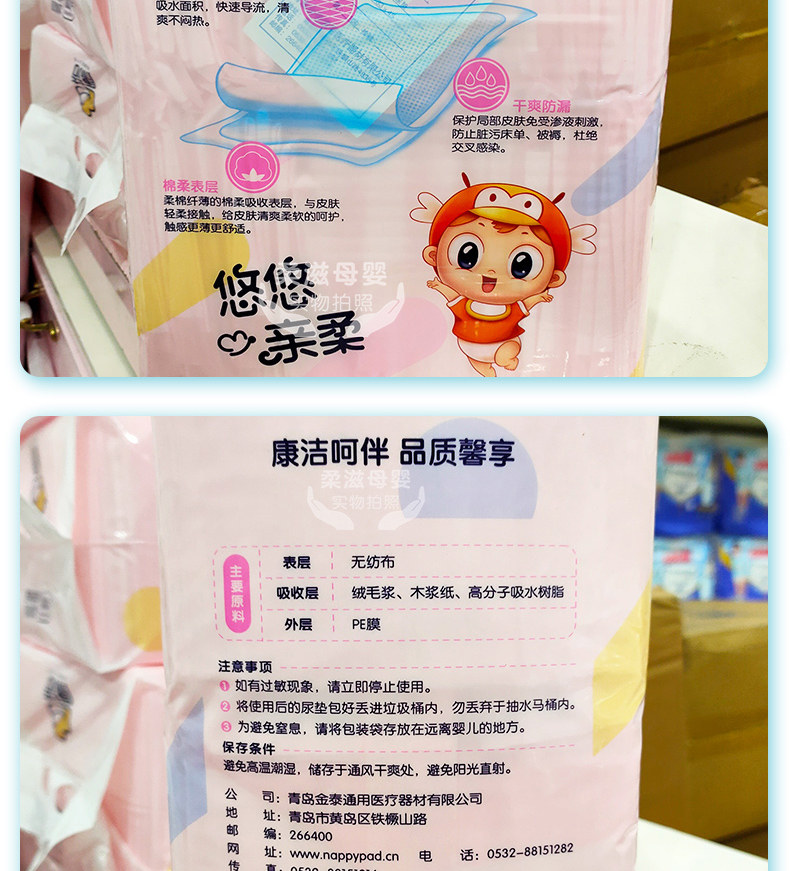 吸水面积，快速导流，清
爽不闷热。
干爽防漏
保护局部皮肤免受渗液刺激，
防止脏污床单、被褥，杜绝
交叉感染。
棉柔表层
柔棉纤薄的棉柔吸收表层，与皮肤
轻柔接触，给皮肤清爽柔软的呵护，
触感更薄更舒适。
悠悠
亲柔
柔滋母婴
实物拍照
康洁呵伴 品质馨享
柔滋母婴
实物拍照
主要原料
表层 无纺布
吸收层 绒毛浆、木浆纸、高分子吸水树脂
外层 PE膜
注意事项
1 如有过敏现象，请立即停止使用。
2 将使用后的尿垫包好丢进垃圾桶内，勿丢弃于抽水马桶内。
3 为避免窒息，请将包装袋存放在远离婴儿的地方。
保存条件
避免高温潮湿，储存于通风干爽处，避免阳光直射。
公 司：青岛金泰通用医疗器材有限公司
地 址：青岛市黄岛区铁橛山路
邮 编：266400
网 址：www.nappypad.cn 电 话：0532-88151282
传 真：